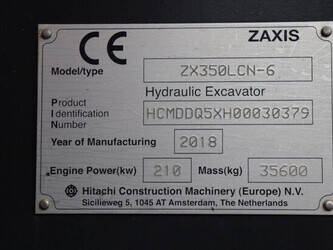 CE ZAXIS
Model/type ZX350LCN-6
Hydraulic Excavator
Product
Identification HCMDDQ5XH00030379
Number
Year of Manufacturing 2018
Engine Power(kw) 210 Mass(kg) 35600
Hitachi Construction Machinery (Europe) N.V.
Sicilieweg 5, 1045 AT Amsterdam, The Netherlands